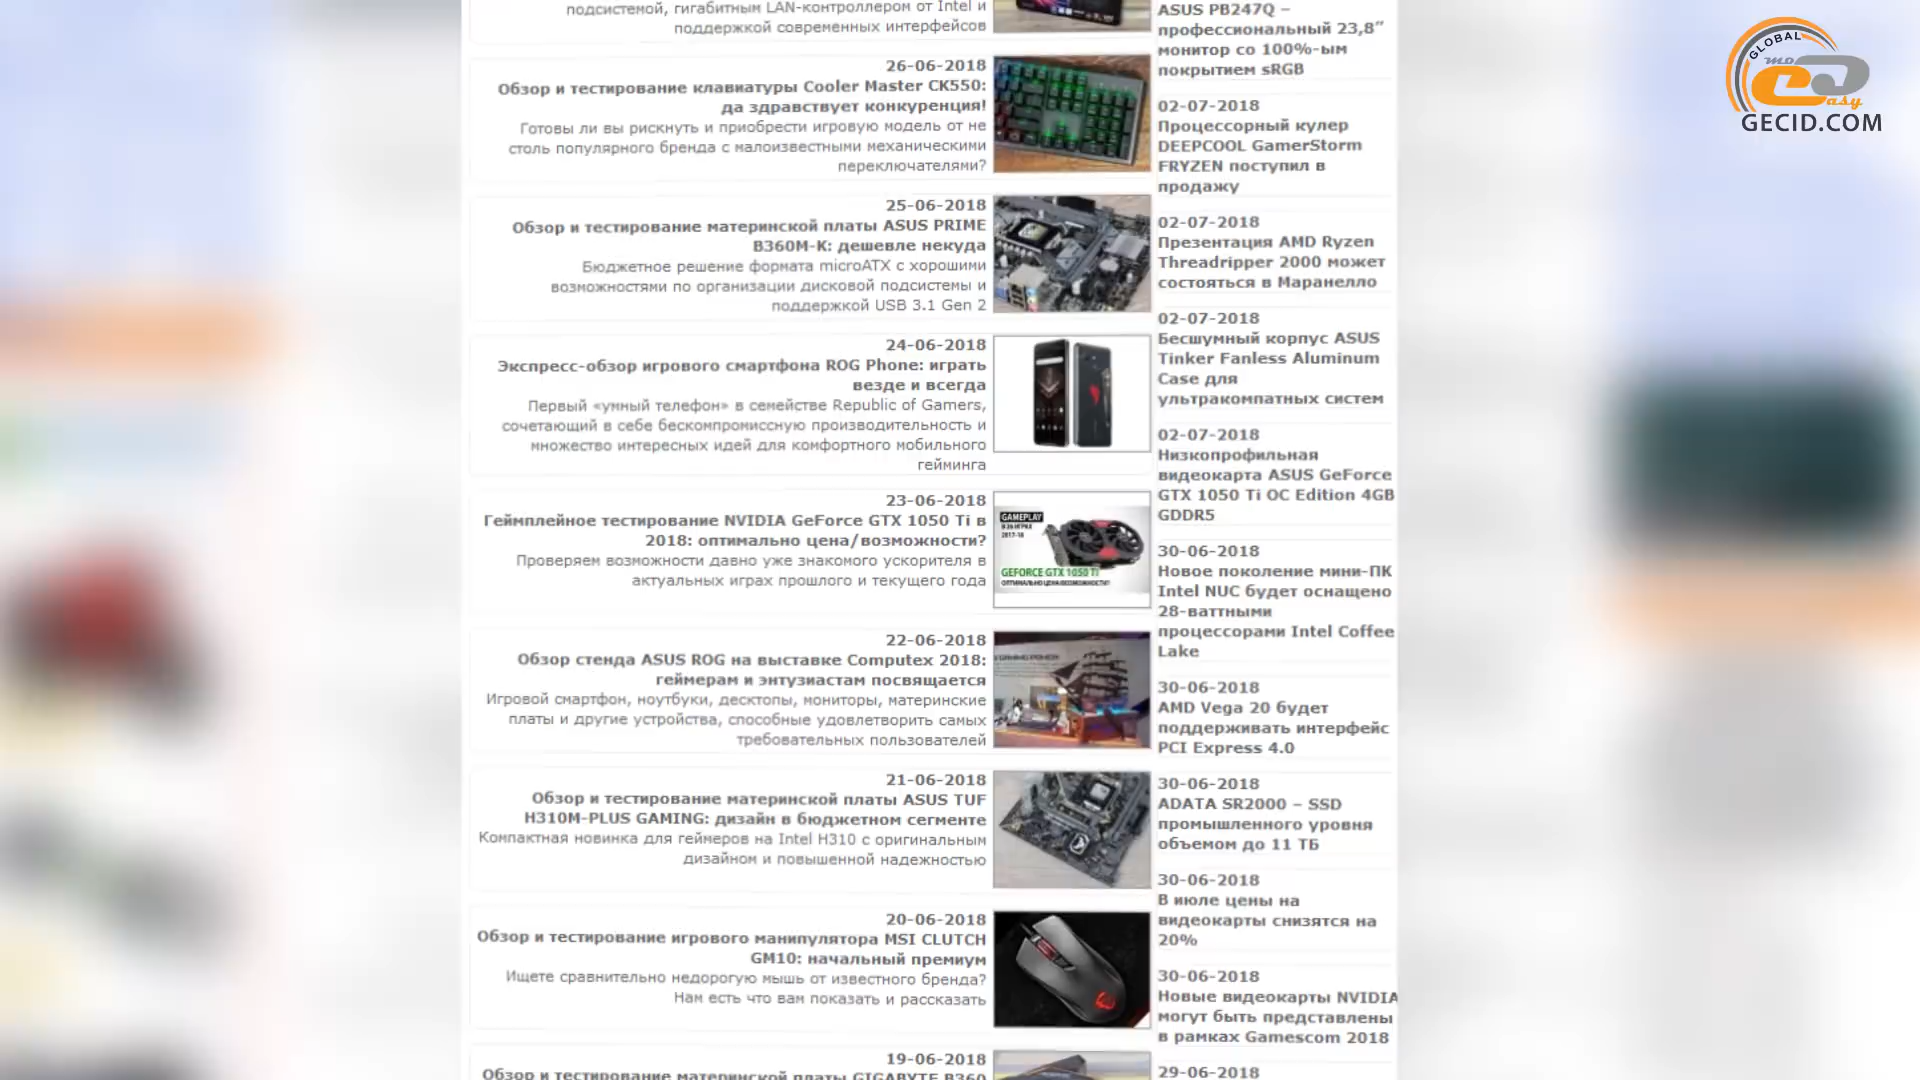 подсистемой, гигабитным LAN-контроллером от Intel и
поддержкой современных интерфейсов
26-06-2018
Обзор и тестирование клавиатуры Cooler Master CK550:
да здравствует конкуренция!
Готовы ли вы рискнуть и приобрести игровую модель от не
столь популярного бренда с малоизвестными механическими
переключателями?
25-06-2018
Обзор и тестирование материнской платы ASUS PRIME
B360M-K: дешевле некуда
Бюджетное решение формата microATX с хорошими
возможностями по организации дисковой подсистемы и
поддержкой USB 3.1 Gen 2
24-06-2018
Экспресс-обзор игрового смартфона ROG Phone: играть
везде и всегда
Первый «умный телефон» в семействе Republic of Gamers,
сочетающий в себе бескомпромиссную производительность и
множество интересных идей для комфортного мобильного
гейминга
23-06-2018
Геймплейное тестирование NVIDIA GeForce GTX 1050 Ti в
2018: оптимально цена/возможности?
Проверяем возможности давно уже знакомого ускорителя в
актуальных играх прошлого и текущего года
GAMEPLAY
В 26 ИГРАХ
2017-18
GEFORCE GTX 1050 TI
ОПТИМАЛЬНО ЦЕНА/ВОЗМОЖНОСТИ?
22-06-2018
Обзор стенда ASUS ROG на выставке Computex 2018:
геймерам и энтузиастам посвящается
Игровой смартфон, ноутбуки, десктопы, мониторы, материнские
платы и другие устройства, способные удовлетворить самых
требовательных пользователей
21-06-2018
Обзор и тестирование материнской платы ASUS TUF
H310M-PLUS GAMING: дизайн в бюджетном сегменте
Компактная новинка для геймеров на Intel H310 с оригинальным
дизайном и повышенной надежностью
20-06-2018
Обзор и тестирование игрового манипулятора MSI CLUTCH
GM10: начальный премиум
Ищете сравнительно недорогую мышь от известного бренда?
Нам есть что вам показать и рассказать
19-06-2018
Обзор и тестирование материнской платы GIGABYTE B360
ASUS PB247Q –
профессиональный 23,8”
монитор со 100%-ым
покрытием sRGB
02-07-2018
Процессорный кулер
DEEPCOOL GamerStorm
FRYZEN поступил в
продажу
02-07-2018
Презентация AMD Ryzen
Threadripper 2000 может
состояться в Маранелло
02-07-2018
Бесшумный корпус ASUS
Tinker Fanless Aluminum
Case для
ультракомпатных систем
02-07-2018
Низкопрофильная
видеокарта ASUS GeForce
GTX 1050 Ti OC Edition 4GB
GDDR5
30-06-2018
Новое поколение мини-ПК
Intel NUC будет оснащено
28-ваттными
процессорами Intel Coffee
Lake
30-06-2018
AMD Vega 20 будет
поддерживать интерфейс
PCI Express 4.0
30-06-2018
ADATA SR2000 – SSD
промышленного уровня
объемом до 11 ТБ
30-06-2018
В июле цены на
видеокарты снизятся на
20%
30-06-2018
Новые видеокарты NVIDIA
могут быть представлены
в рамках Gamescom 2018
29-06-2018
GLOBAL
easy
GECID.COM